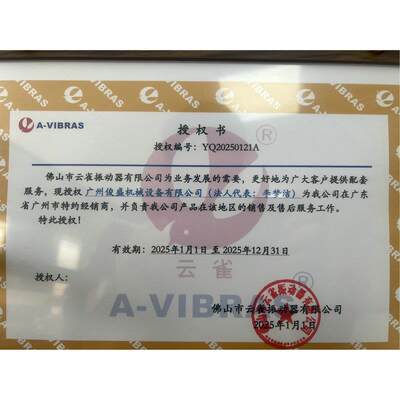 A-VIBRAS
A-VIBRAS
A-VIBRAS
授 权 书
授权编号: YQ20250121A
佛山市云雀振动器有限公司为业务发展的需要，更好地为广大客户提供配套
服务，现授权 广州俊盛机械设备有限公司（法人代表：李梦洁）为我公司在广东
省广州市特约经销商，并负责我公司产品在该地区的销售及售后服务工作。
特此授权！
有效期：2025年1月1日 至 2025年12月31日
云雀
授权人：
A-VIBRAS
佛山市云雀振动器有限公司
2025年1月1日